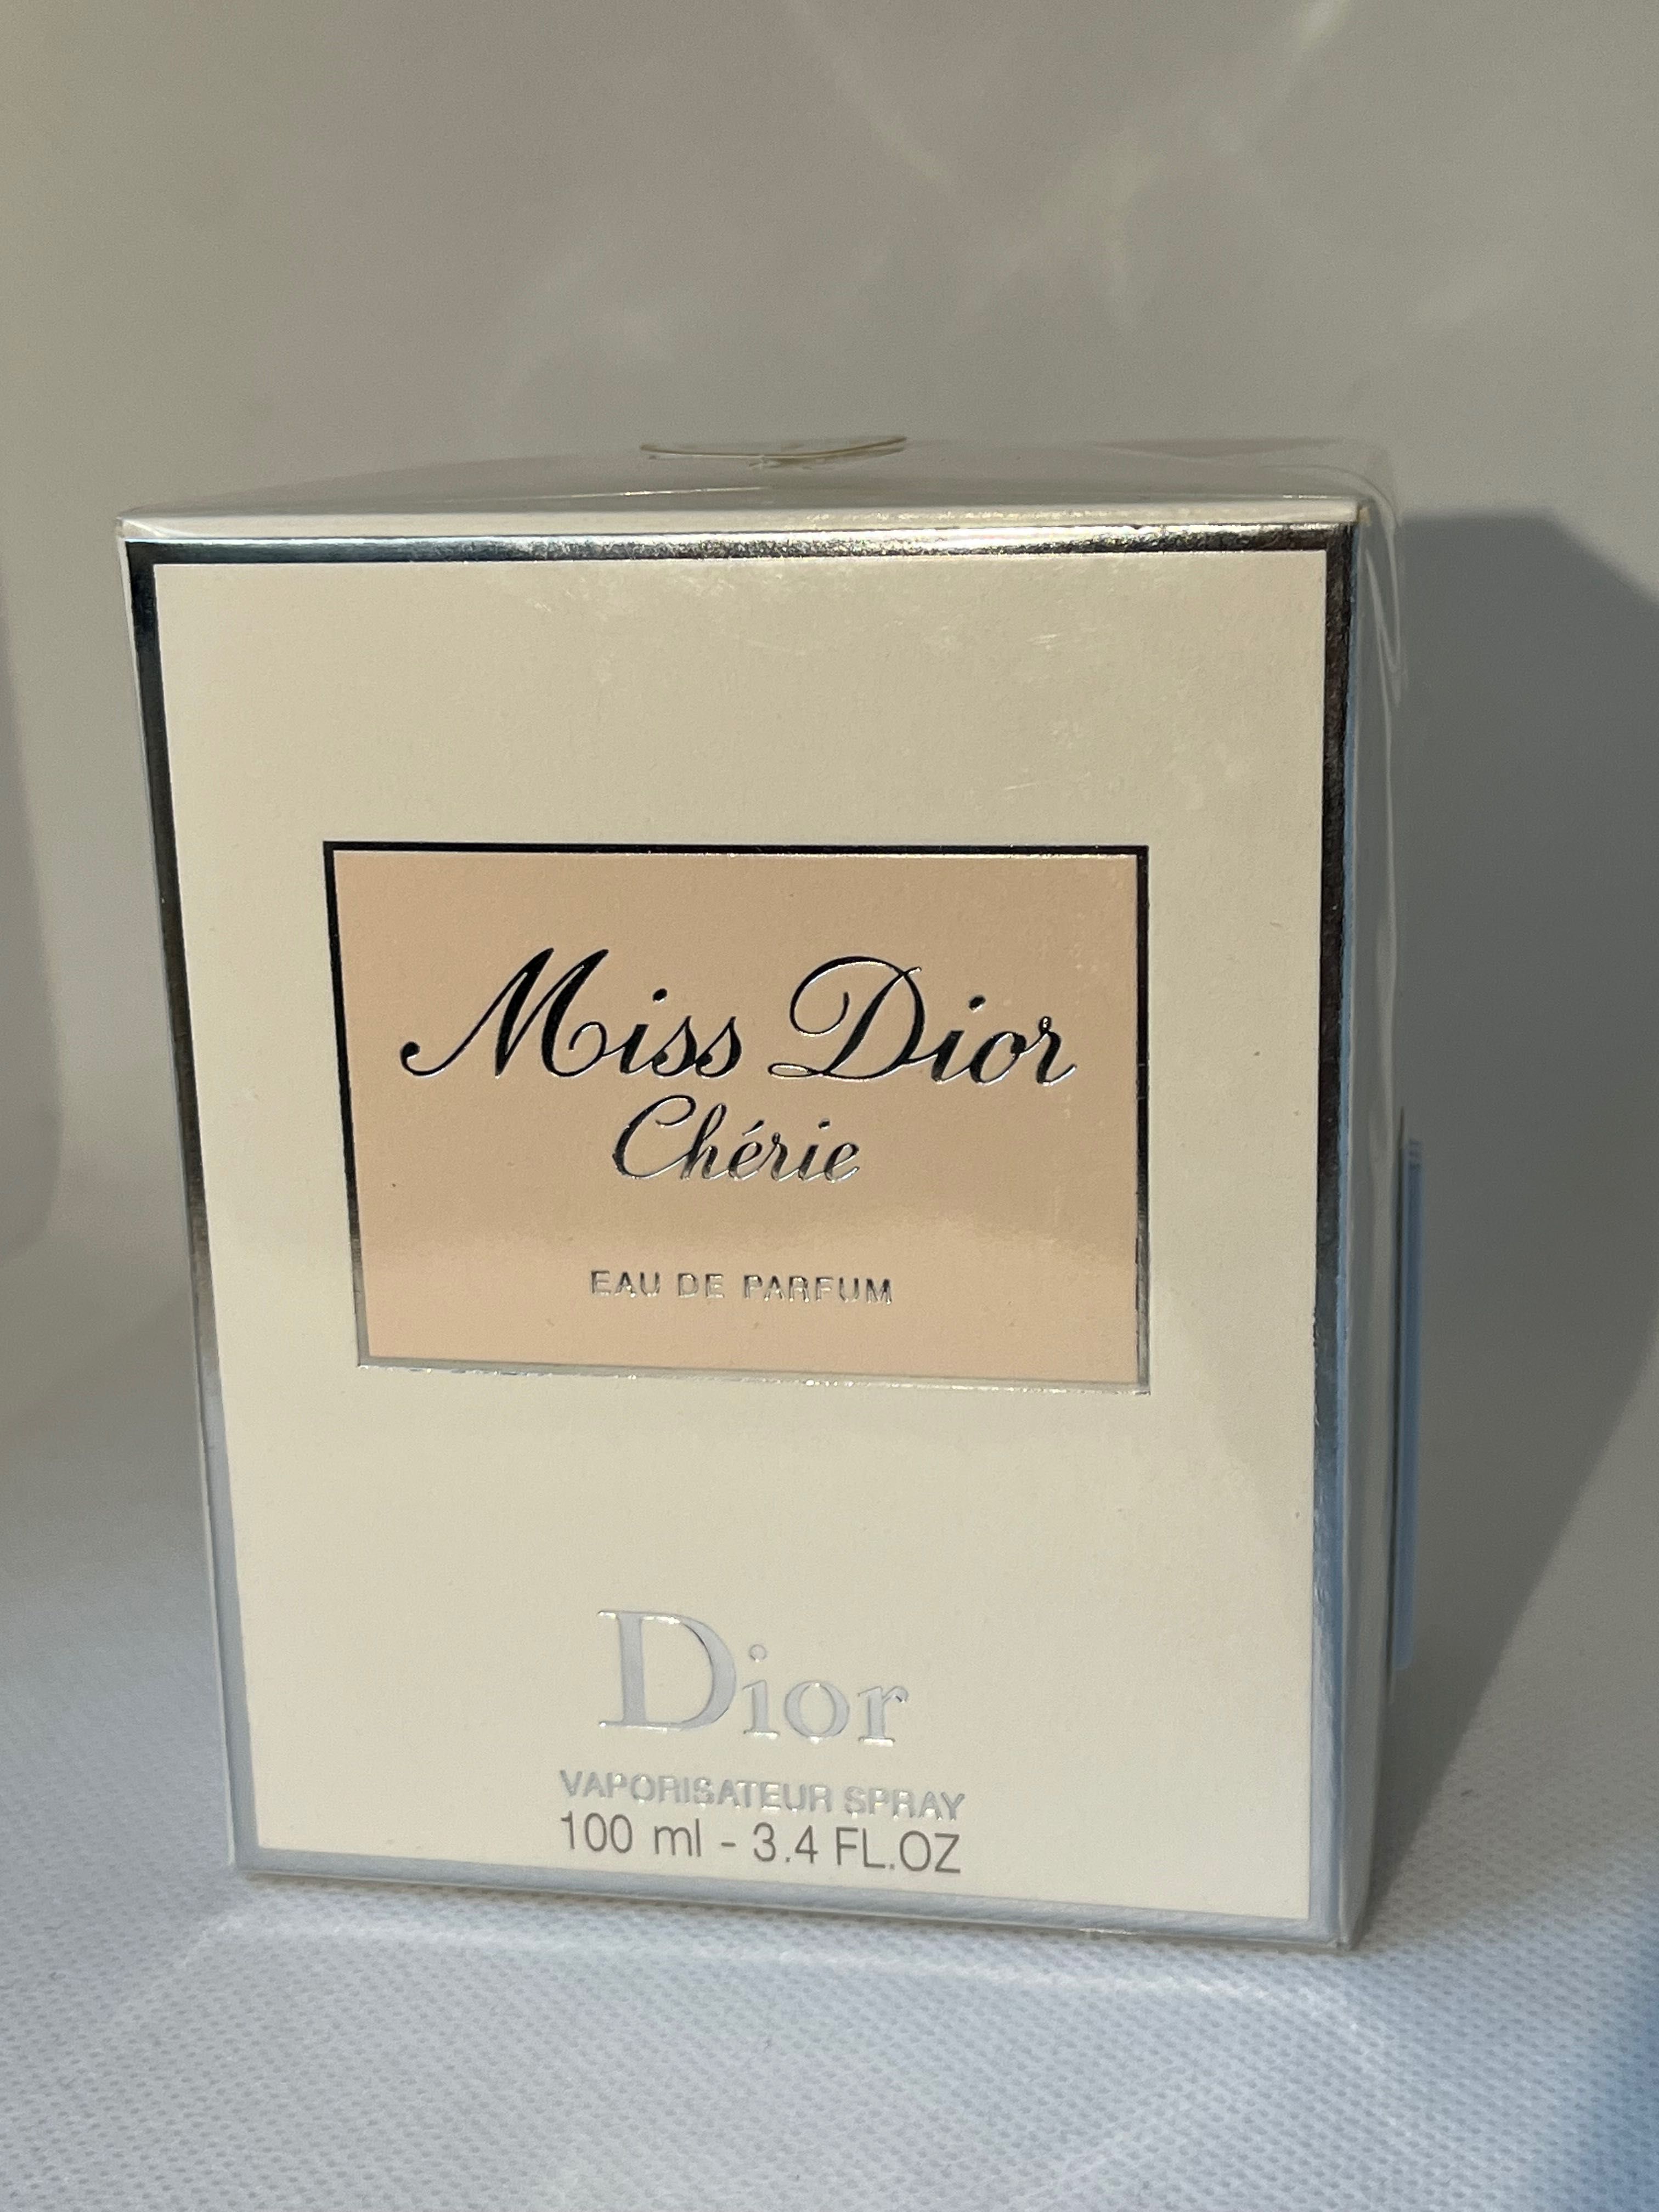 Miss Dior
Chérie
EAU DE PARFUM
Dior
VAPORISATEUR SPRAY
100 ml - 3.4 FL.OZ